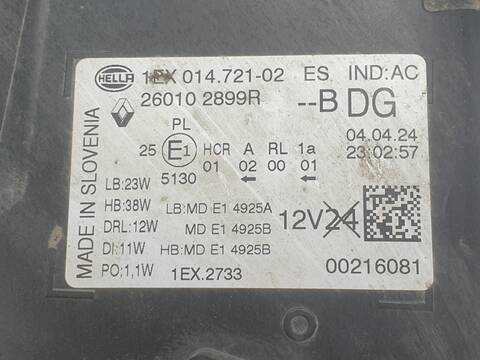 HELLA 1EX 014.721-02 ES IND:AC
260102899R --B DG
PL 04.04.24
25 E1 HCR A RL 1a 23:02:57
01 02 00 01
5130 ← ←
MADE IN SLOVENIA
LB:23W
HB:38W LB:MD E1 4925A
DRL:12W MD E1 4925B 12V24
DI:11W HB:MD E1 4925B
PO:1,1W 1EX.2733 00216081